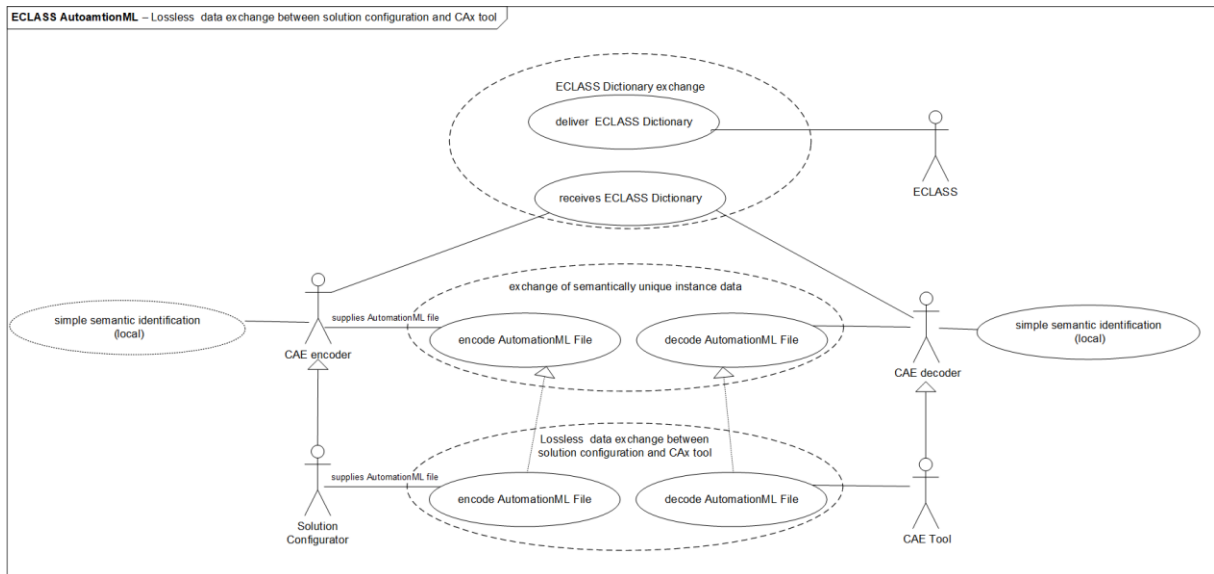 ECLASS AutoamtionML – Lossless data exchange between solution configuration and CAx tool
ECLASS Dictionary exchange
deliver ECLASS Dictionary
ECLASS
receives ECLASS Dictionary
exchange of semantically unique instance data
simple semantic identification
(local)
supplies AutomationML file
encode AutomationML File
decode AutomationML File
simple semantic identification
(local)
CAE encoder
CAE decoder
Lossless data exchange between
solution configuration and CAx tool
supplies AutomationML file
encode AutomationML File
decode AutomationML File
Solution
Configurator
CAE Tool